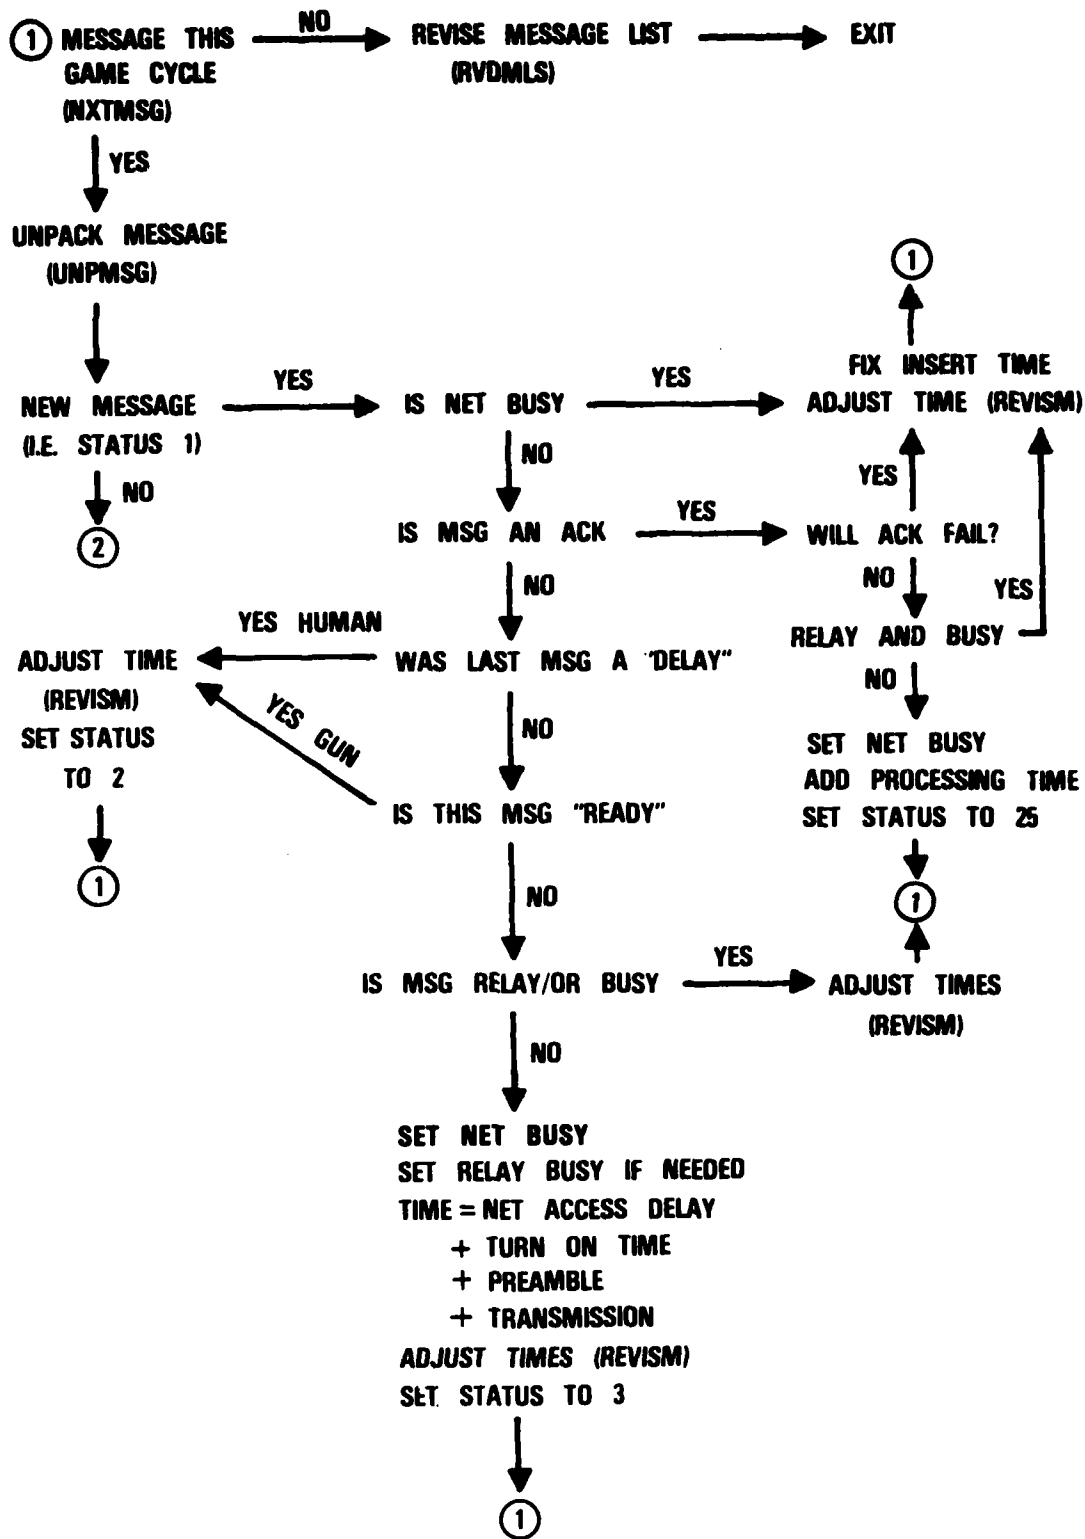 ① MESSAGE THIS NO REVISE MESSAGE LIST EXIT
GAME CYCLE (RVDMLS)
(NXTMSG)
YES
UNPACK MESSAGE
(UNPMSG)
①
FIX INSERT TIME
NEW MESSAGE YES IS NET BUSY YES ADJUST TIME (REVISM)
(I.E. STATUS 1)
NO
NO
YES
②
IS MSG AN ACK YES WILL ACK FAIL?
NO
NO
YES
YES HUMAN
RELAY AND BUSY
ADJUST TIME WAS LAST MSG A "DELAY"
NO
(REVISM)
YES GUN
NO
SET STATUS
SET NET BUSY
TO 2
ADD PROCESSING TIME
IS THIS MSG "READY"
SET STATUS TO 25
①
NO
①
IS MSG RELAY/OR BUSY YES ADJUST TIMES
(REVISM)
NO
SET NET BUSY
SET RELAY BUSY IF NEEDED
TIME = NET ACCESS DELAY
+ TURN ON TIME
+ PREAMBLE
+ TRANSMISSION
ADJUST TIMES (REVISM)
SET STATUS TO 3
①